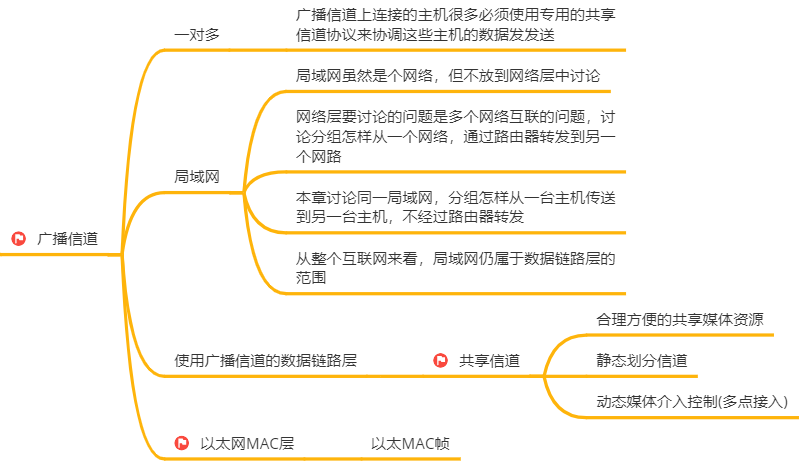 广播信道
一对多
广播信道上连接的主机很多必须使用专用的共享
信道协议来协调这些主机的数据发发送
局域网
局域网虽然是个网络，但不放到网络层中讨论
网络层要讨论的问题是多个网络互联的问题，讨
论分组怎样从一个网络，通过路由器转发到另一
个网路
本章讨论同一局域网，分组怎样从一台主机传送
到另一台主机，不经过路由器转发
从整个互联网来看，局域网仍属于数据链路层的
范围
使用广播信道的数据链路层
共享信道
合理方便的共享媒体资源
静态划分信道
动态媒体介入控制(多点接入)
以太网MAC层
以太MAC帧